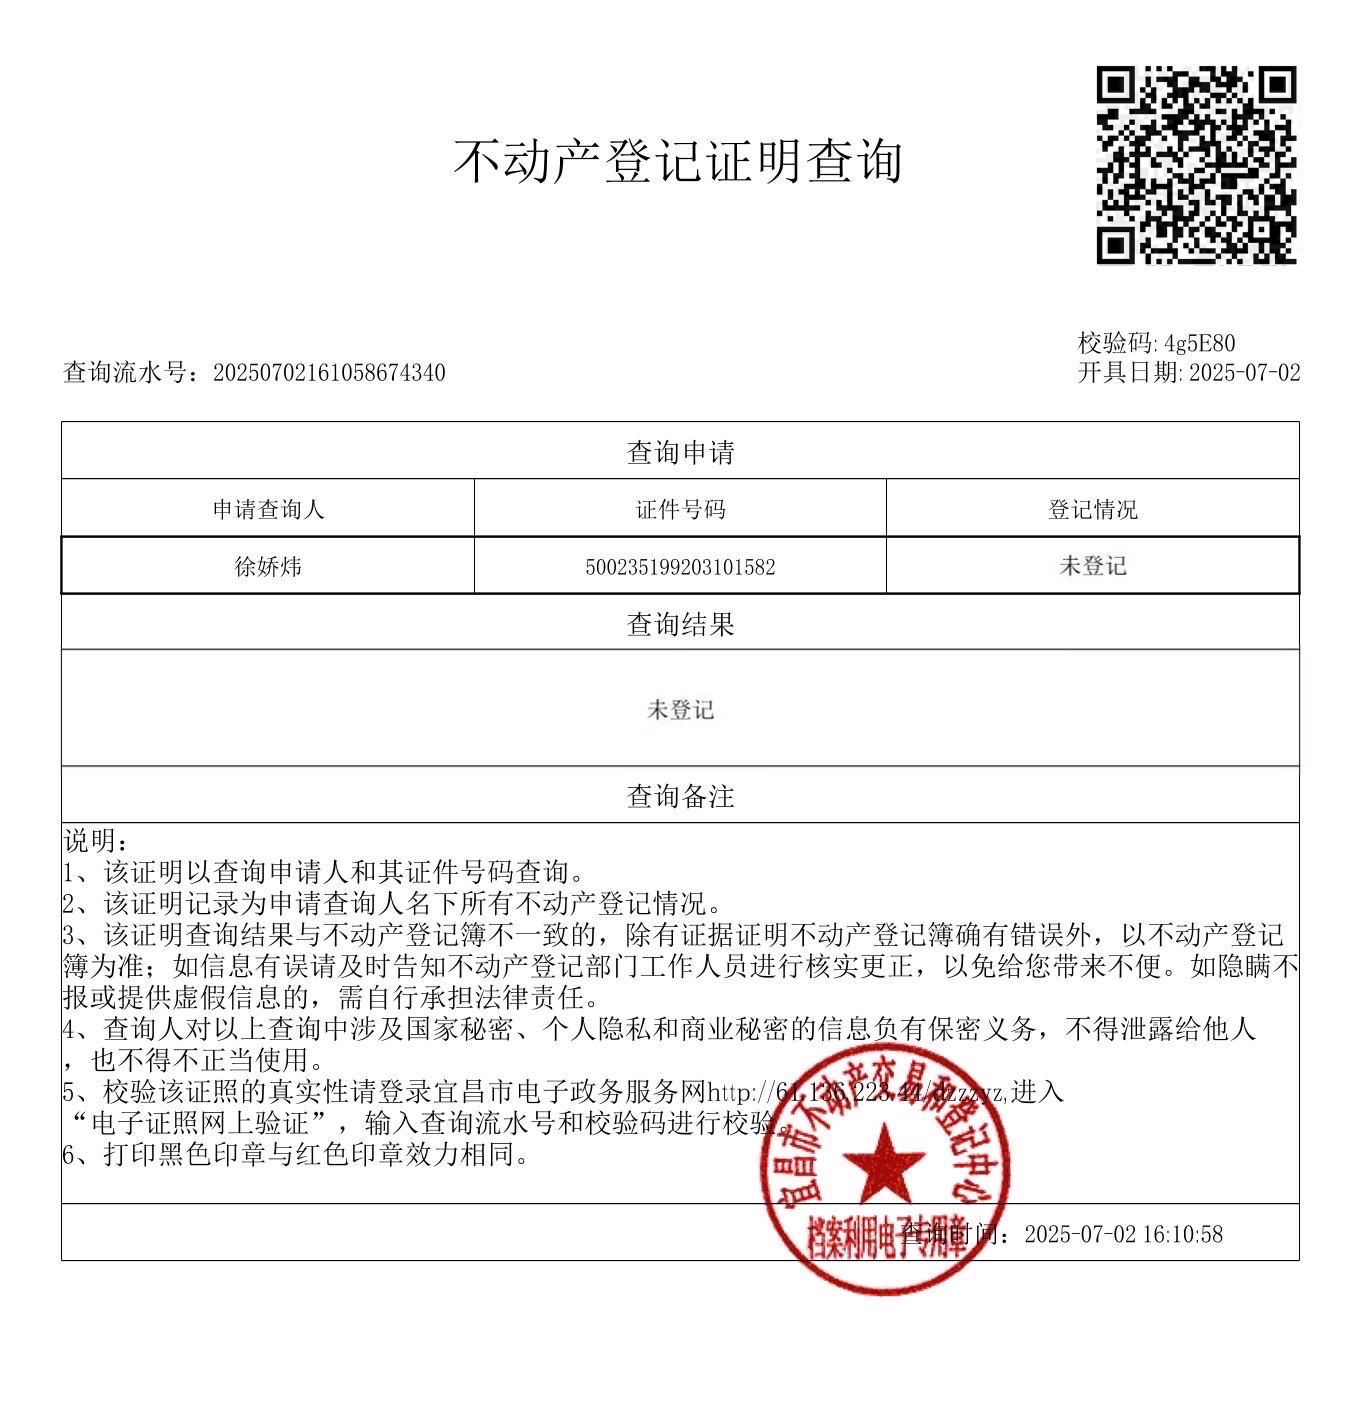 不动产登记证明查询
校验码: 4g5E80
查询流水号：20250702161058674340
开具日期: 2025-07-02
查询申请
申请查询人 证件号码 登记情况
徐娇炜 500235199203101582 未登记
查询结果
未登记
查询备注
说明：
1、该证明以查询申请人和其证件号码查询。
2、该证明记录为申请查询人名下所有不动产登记情况。
3、该证明查询结果与不动产登记簿不一致的，除有证据证明不动产登记簿确有错误外，以不动产登记
簿为准；如信息有误请及时告知不动产登记部门工作人员进行核实更正，以免给您带来不便。如隐瞒不
报或提供虚假信息的，需自行承担法律责任。
4、查询人对以上查询中涉及国家秘密、个人隐私和商业秘密的信息负有保密义务，不得泄露给他人
，也不得不正当使用。
5、校验该证照的真实性请登录宜昌市电子政务服务网http://61.136.223.44/dzzzyz,进入
“电子证照网上验证”，输入查询流水号和校验码进行校验。
6、打印黑色印章与红色印章效力相同。
宜昌市不动产交易和登记中心
档案利用电子专用章
查询时间：2025-07-02 16:10:58